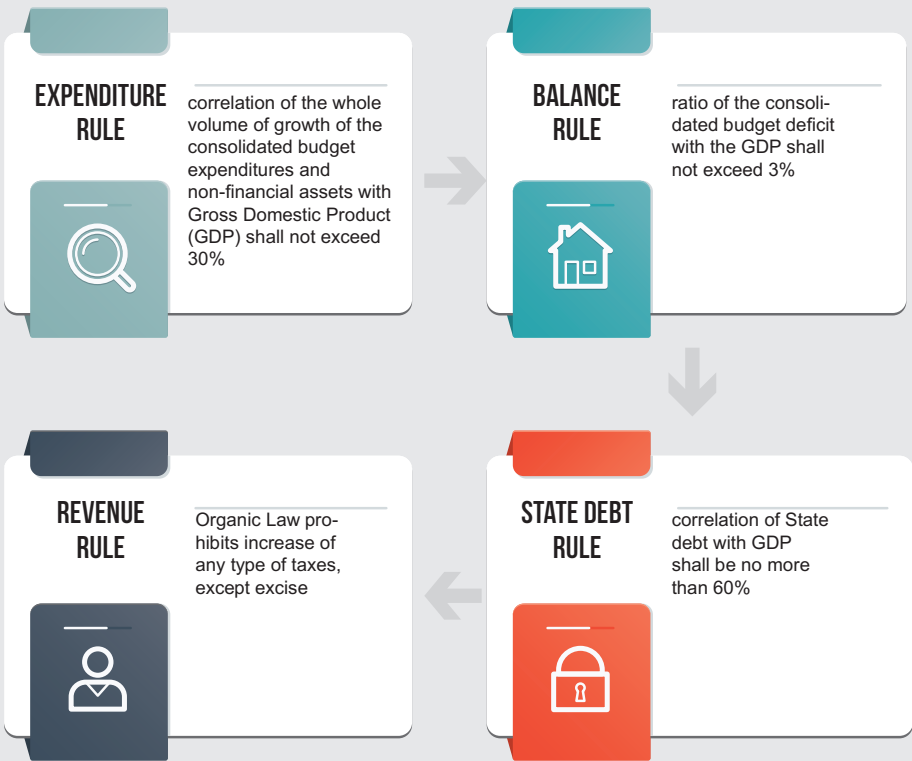 EXPENDITURE
RULE
correlation of the whole
volume of growth of the
consolidated budget
expenditures and
non-financial assets with
Gross Domestic Product
(GDP) shall not exceed
30%
BALANCE
RULE
ratio of the consoli-
dated budget deficit
with the GDP shall
not exceed 3%
REVENUE
RULE
Organic Law pro-
hibits increase of
any type of taxes,
except excise
STATE DEBT
RULE
correlation of State
debt with GDP
shall be no more
than 60%